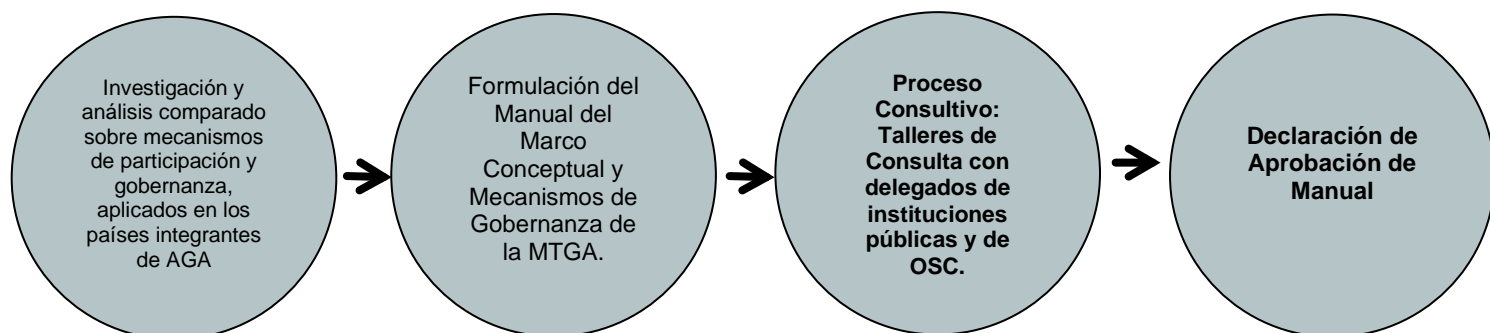 Investigación y
análisis comparado
sobre mecanismos
de participación y
gobernanza,
aplicados en los
países integrantes
de AGA
Formulación del
Manual del
Marco
Conceptual y
Mecanismos de
Gobernanza de
la MTGA.
Proceso
Consultivo:
Talleres de
Consulta con
delegados de
instituciones
públicas y de
OSC.
Declaración de
Aprobación de
Manual